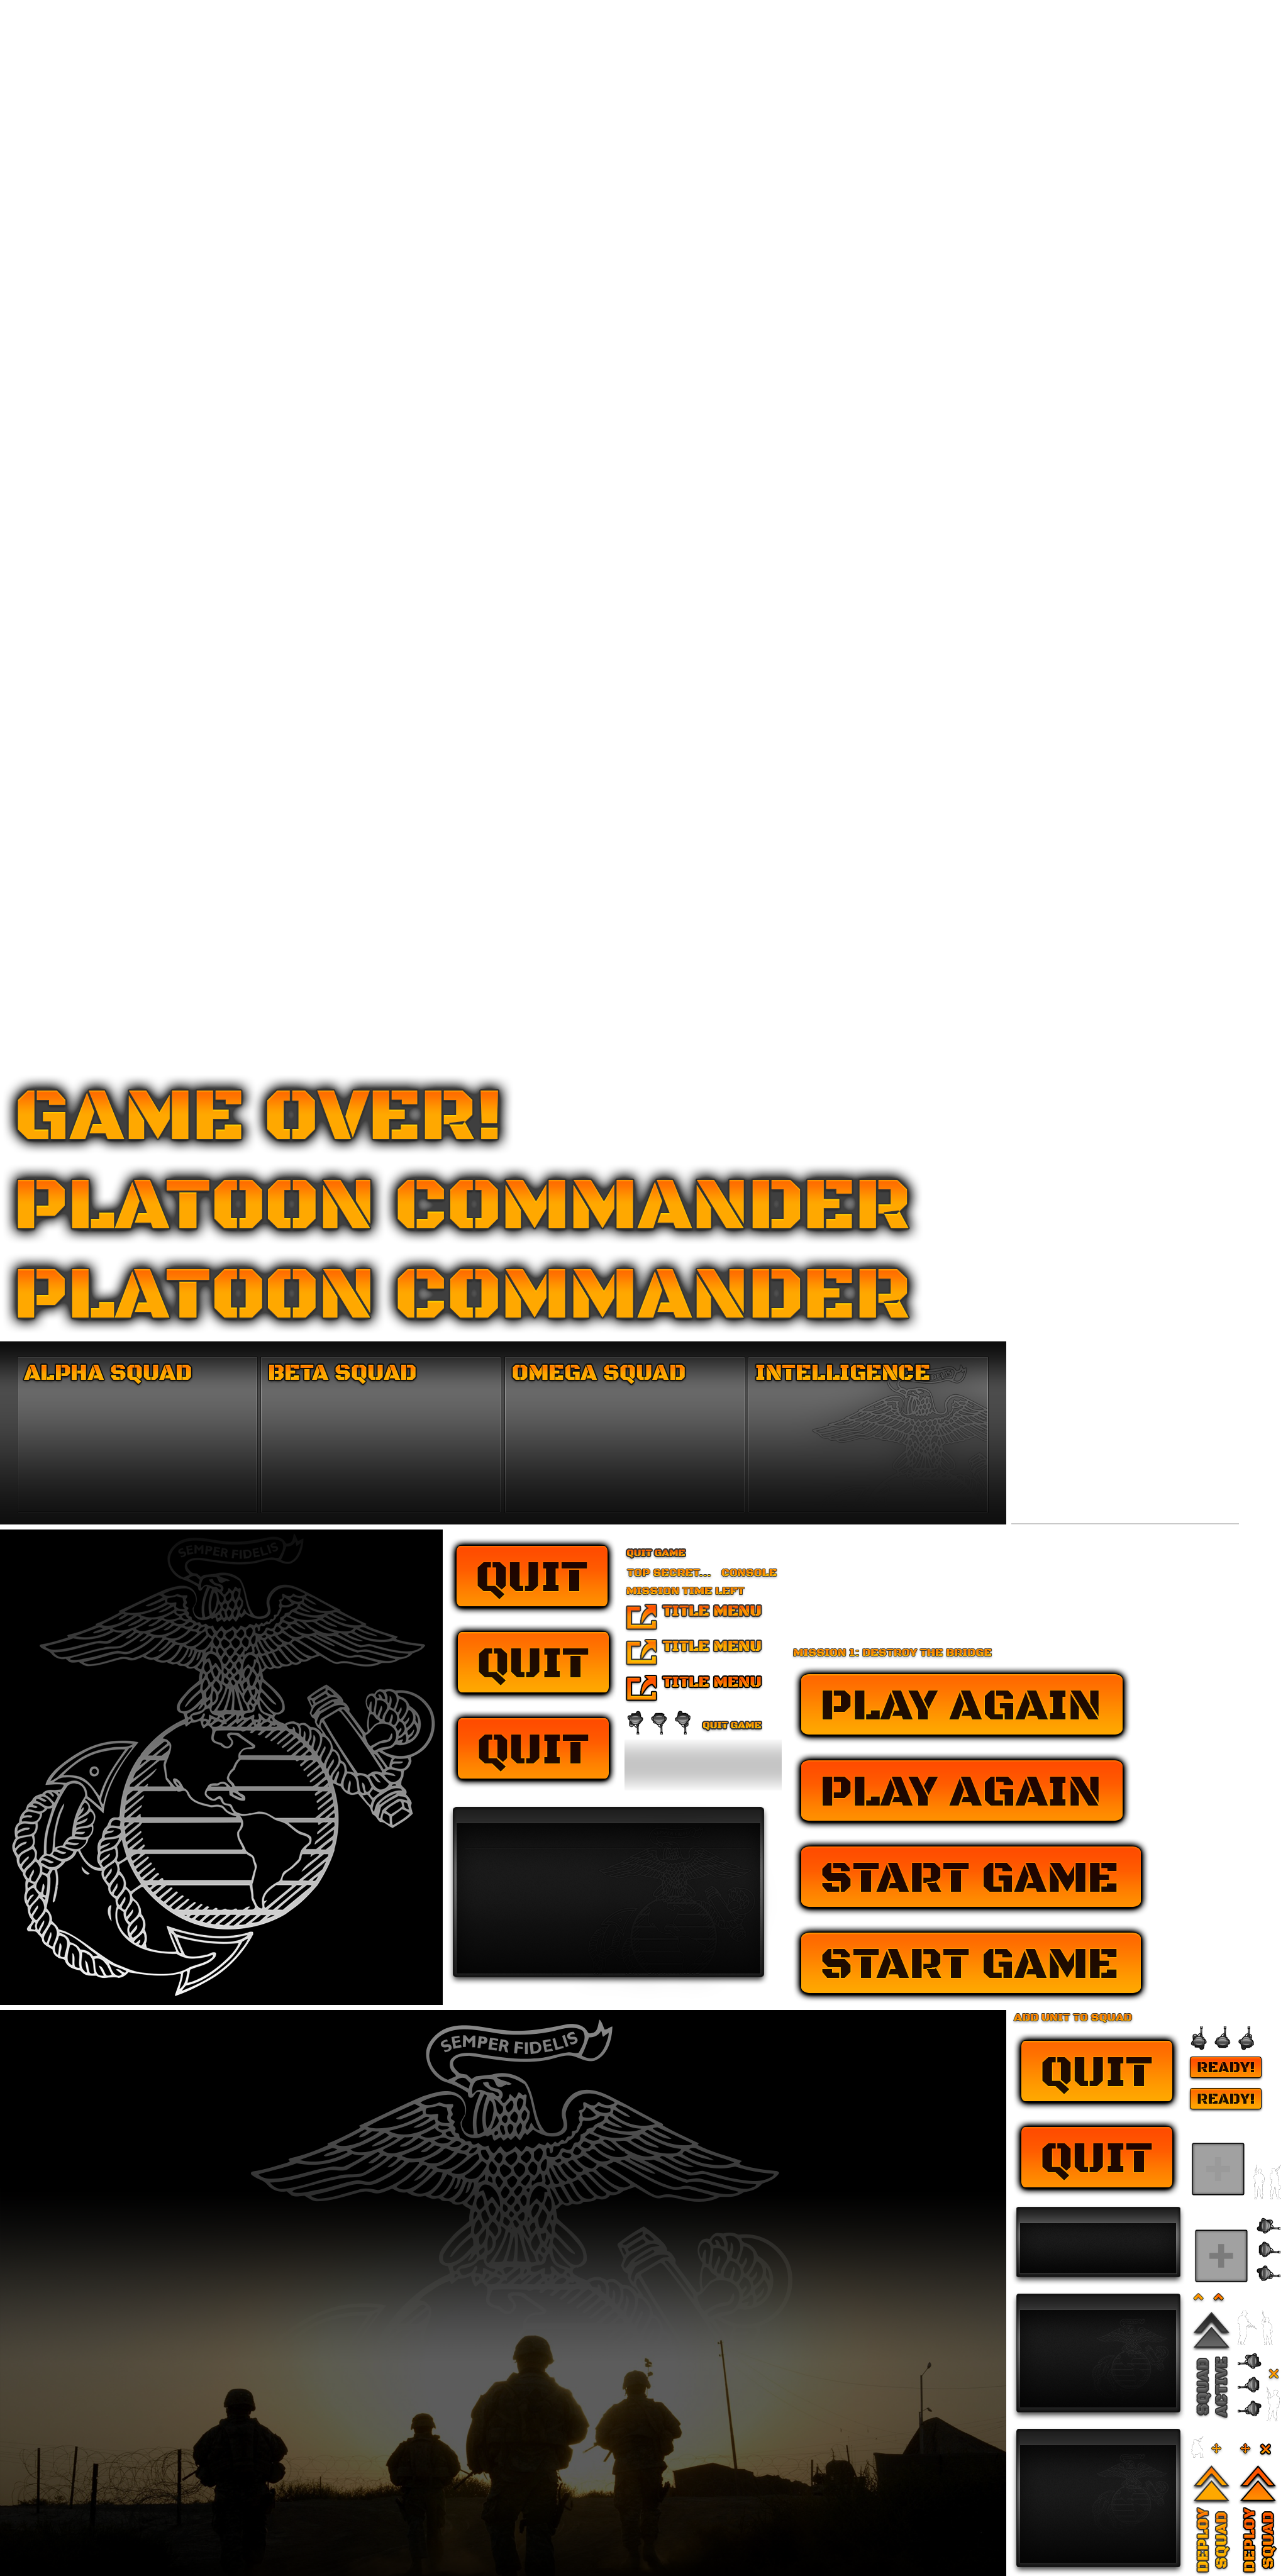 GAME OVER!
PLATOON COMMANDER
PLATOON COMMANDER
ALPHA SQUAD
BETA SQUAD
OMEGA SQUAD
INTELLIGENCE
SEMPER FIDELIS
QUIT
QUIT
QUIT
QUIT GAME
TOP SECRET... CONSOLE
MISSION TIME LEFT
TITLE MENU
TITLE MENU
TITLE MENU
QUIT GAME
MISSION 1: DESTROY THE BRIDGE
PLAY AGAIN
PLAY AGAIN
START GAME
START GAME
SEMPER FIDELIS
ADD UNIT TO SQUAD
QUIT
QUIT
READY!
READY!
SQUAD
ACTIVE
DEPLOY
SQUAD
DEPLOY
SQUAD